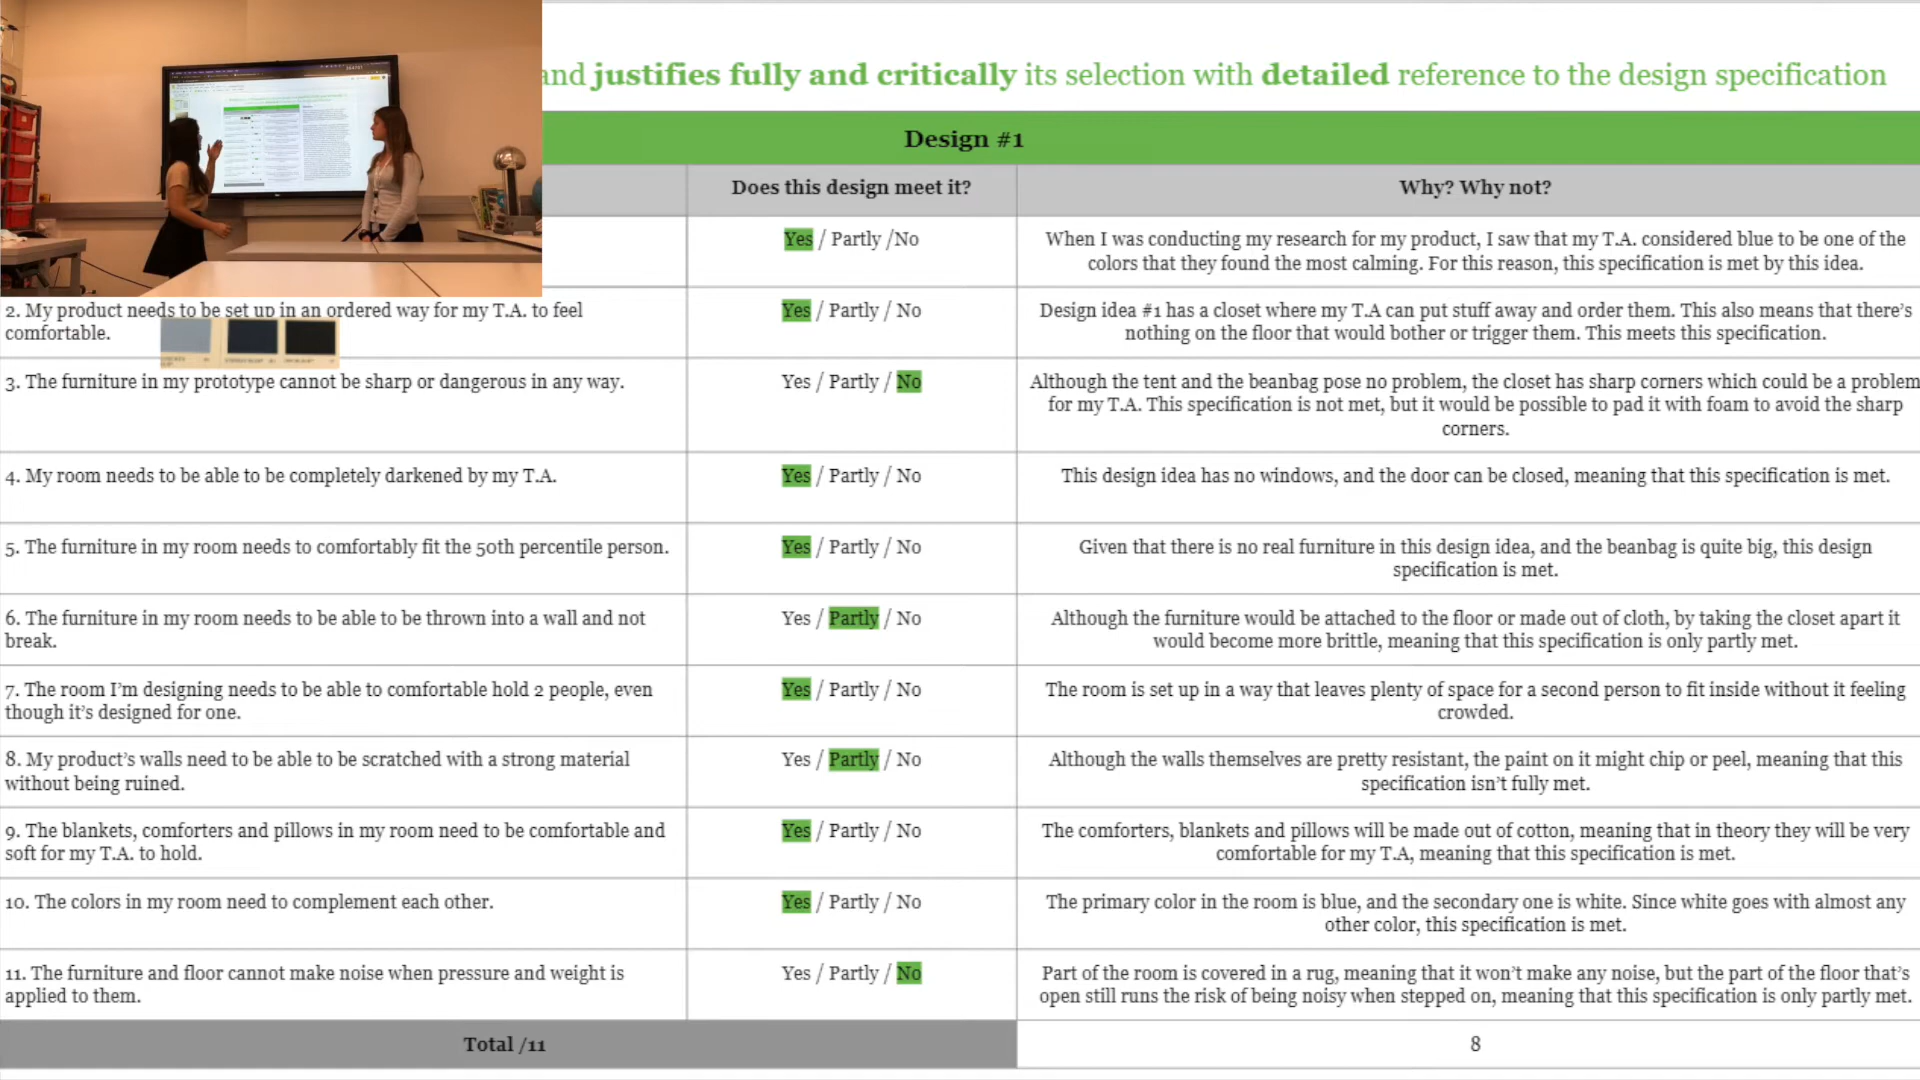 and justifies fully and critically its selection with detailed reference to the design specification
Design #1
Does this design meet it?
Why? Why not?
Yes / Partly /No
When I was conducting my research for my product, I saw that my T.A. considered blue to be one of the
colors that they found the most calming. For this reason, this specification is met by this idea.
2. My product needs to be set up in an ordered way for my T.A. to feel
comfortable.
Yes / Partly / No
Design idea #1 has a closet where my T.A can put stuff away and order them. This also means that there's
nothing on the floor that would bother or trigger them. This meets this specification.
3. The furniture in my prototype cannot be sharp or dangerous in any way.
Yes / Partly / No
Although the tent and the beanbag pose no problem, the closet has sharp corners which could be a problem
for my T.A. This specification is not met, but it would be possible to pad it with foam to avoid the sharp
corners.
4. My room needs to be able to be completely darkened by my T.A.
Yes / Partly / No
This design idea has no windows, and the door can be closed, meaning that this specification is met.
5. The furniture in my room needs to comfortably fit the 50th percentile person.
Yes / Partly / No
Given that there is no real furniture in this design idea, and the beanbag is quite big, this design
specification is met.
6. The furniture in my room needs to be able to be thrown into a wall and not
break.
Yes / Partly / No
Although the furniture would be attached to the floor or made out of cloth, by taking the closet apart it
would become more brittle, meaning that this specification is only partly met.
7. The room I'm designing needs to be able to comfortable hold 2 people, even
though it's designed for one.
Yes / Partly / No
The room is set up in a way that leaves plenty of space for a second person to fit inside without it feeling
crowded.
8. My product's walls need to be able to be scratched with a strong material
without being ruined.
Yes / Partly / No
Although the walls themselves are pretty resistant, the paint on it might chip or peel, meaning that this
specification isn't fully met.
9. The blankets, comforters and pillows in my room need to be comfortable and
soft for my T.A. to hold.
Yes / Partly / No
The comforters, blankets and pillows will be made out of cotton, meaning that in theory they will be very
comfortable for my T.A, meaning that this specification is met.
10. The colors in my room need to complement each other.
Yes / Partly / No
The primary color in the room is blue, and the secondary one is white. Since white goes with almost any
other color, this specification is met.
11. The furniture and floor cannot make noise when pressure and weight is
applied to them.
Yes / Partly / No
Part of the room is covered in a rug, meaning that it won't make any noise, but the part of the floor that's
open still runs the risk of being noisy when stepped on, meaning that this specification is only partly met.
Total /11
8